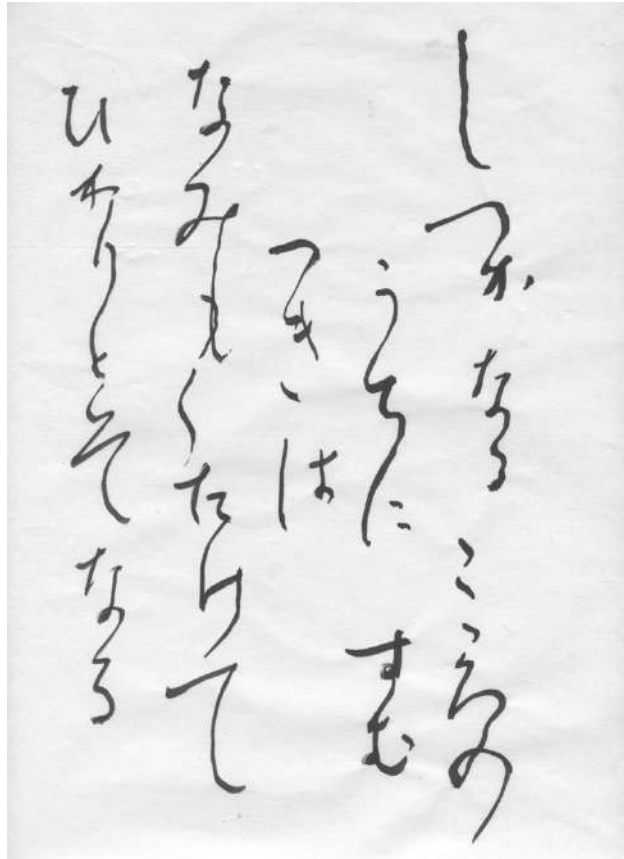 しつかなるこころの
うちにすむ
つきは
なみもくたけて
ひかりとそなる